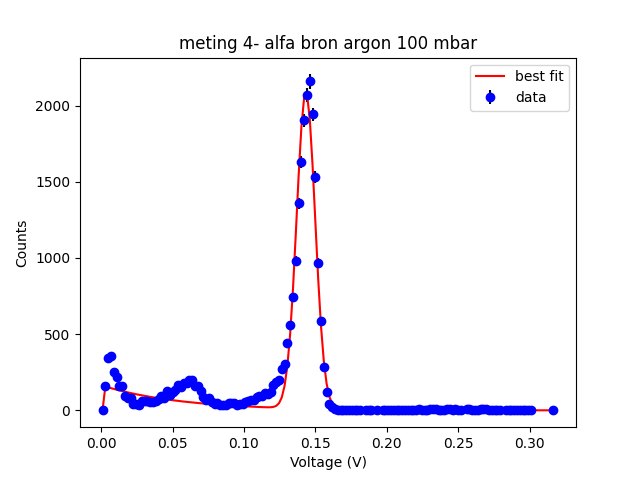 meting 4- alfa bron argon 100 mbar
best fit
data
Counts
2000
1500
1000
500
0
0.00 0.05 0.10 0.15 0.20 0.25 0.30
Voltage (V)